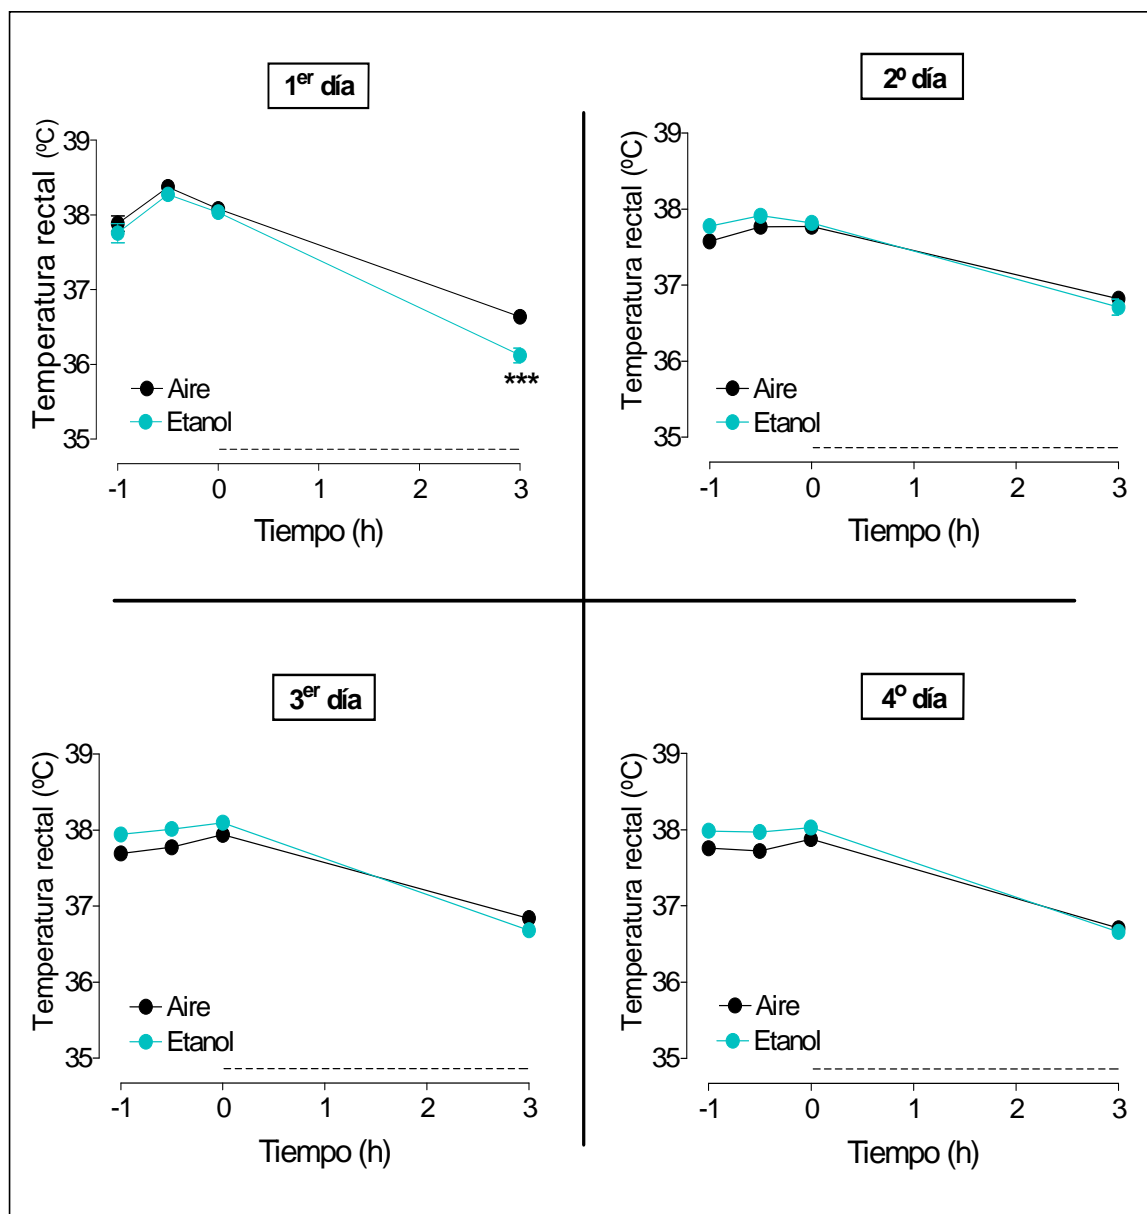 1er día
Temperatura rectal (ºC)
39
38
37
36
35
***
Aire
Etanol
-1 0 1 2 3
Tiempo (h)
2º día
Temperatura rectal (ºC)
39
38
37
36
35
Aire
Etanol
-1 0 1 2 3
Tiempo (h)
3er día
Temperatura rectal (ºC)
39
38
37
36
35
Aire
Etanol
-1 0 1 2 3
Tiempo (h)
4º día
Temperatura rectal (ºC)
39
38
37
36
35
Aire
Etanol
-1 0 1 2 3
Tiempo (h)